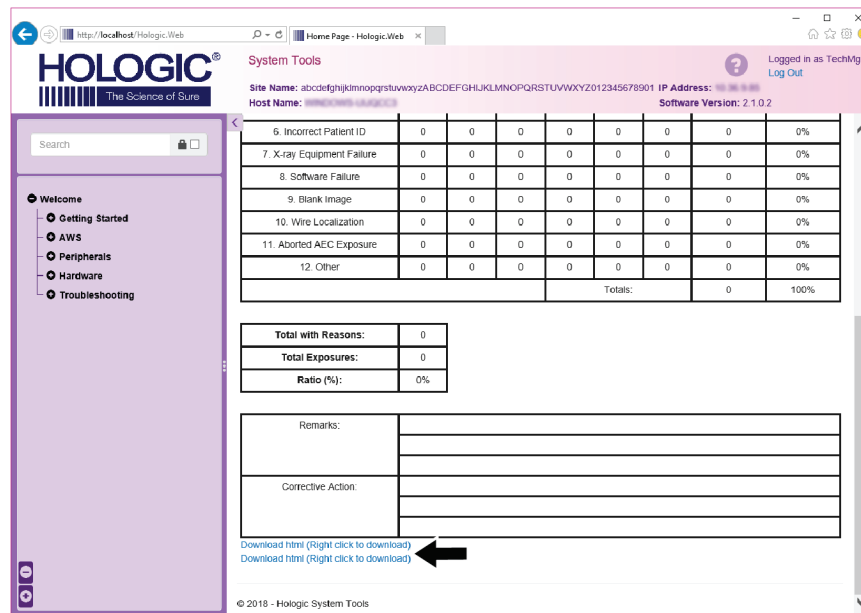 http://localhost/Hologic.Web
Home Page - Hologic.Web
HOLOGIC®
The Science of Sure
System Tools
?
Logged in as TechMg
Log Out
Site Name: abcdefghijklmnopqrstuvwxyzABCDEFGHIJKLMNOPQRSTUVWXYZ012345678901 IP Address:
Host Name:
Software Version: 2.1.0.2
Search
Welcome
Getting Started
AWS
Peripherals
Hardware
Troubleshooting
6. Incorrect Patient ID 0 0 0 0 0 0 0 0%
7. X-ray Equipment Failure 0 0 0 0 0 0 0 0%
8. Software Failure 0 0 0 0 0 0 0 0%
9. Blank Image 0 0 0 0 0 0 0 0%
10. Wire Localization 0 0 0 0 0 0 0 0%
11. Aborted AEC Exposure 0 0 0 0 0 0 0 0%
12. Other 0 0 0 0 0 0 0 0%
Totals: 0 100%
Total with Reasons: 0
Total Exposures: 0
Ratio (%): 0%
Remarks:
Corrective Action:
Download html (Right click to download)
Download html (Right click to download)
© 2018 - Hologic System Tools